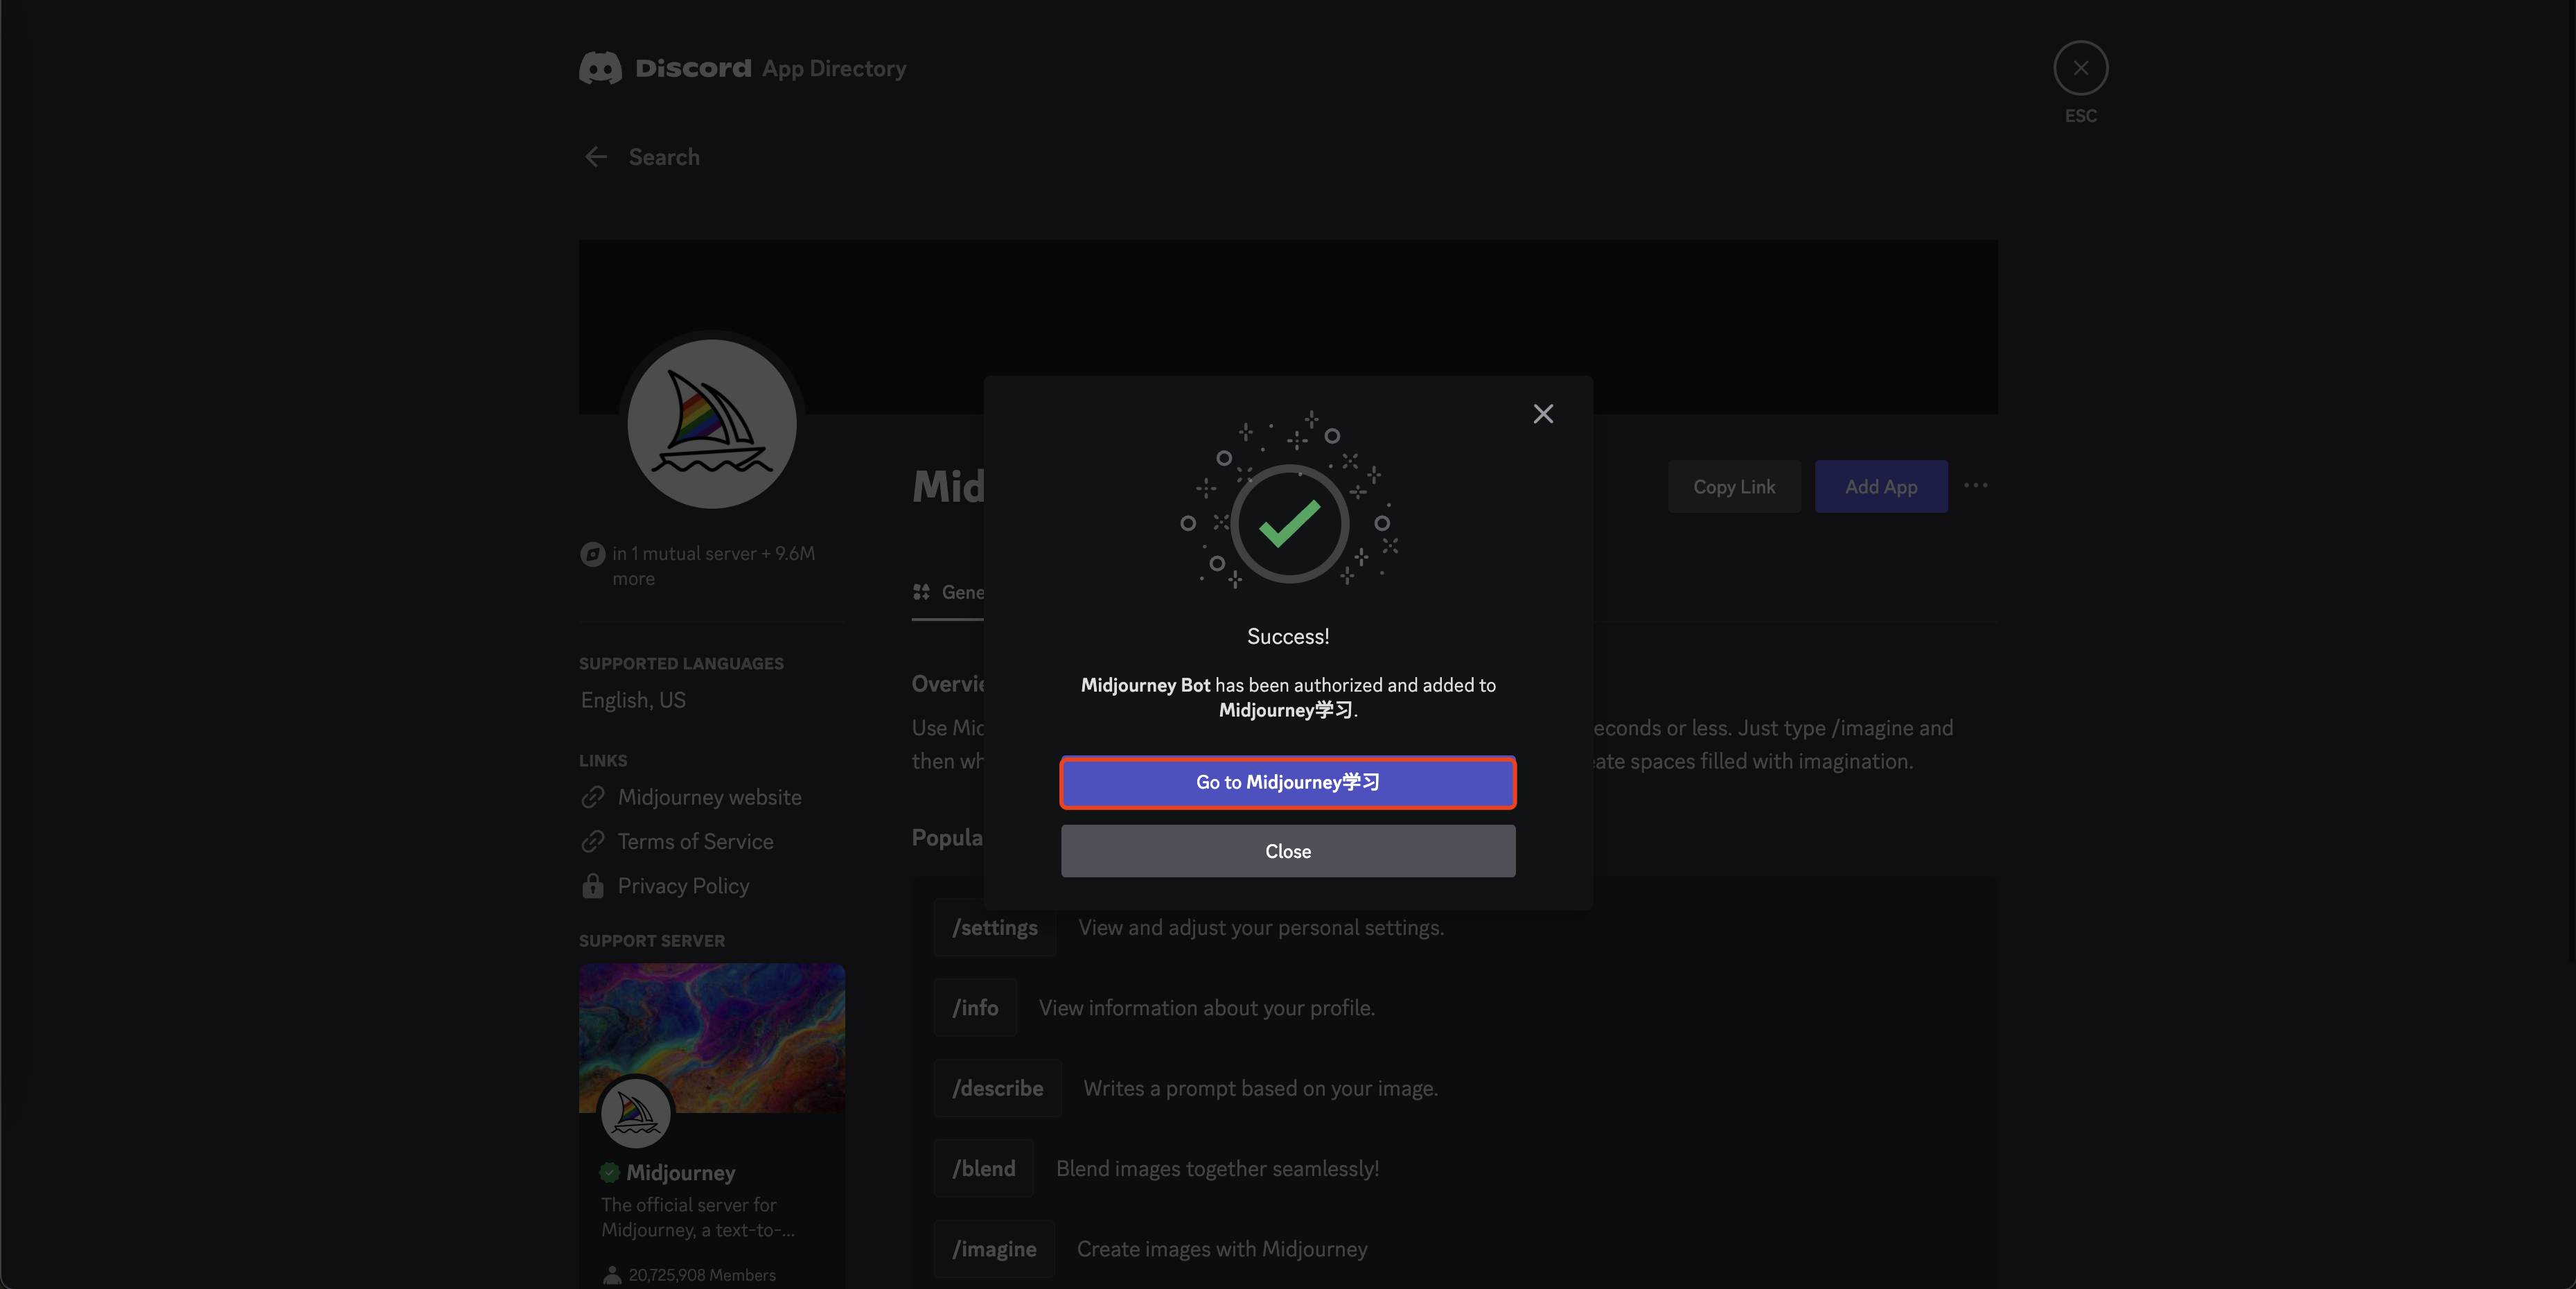 Discord App Directory
ESC
Search
Mid
Copy Link
Add App
in 1 mutual server + 9.6M
more
Gene
SUPPORTED LANGUAGES
English, US
LINKS
Midjourney website
Terms of Service
Privacy Policy
SUPPORT SERVER
Midjourney
The official server for
Midjourney, a text-to-...
20,725,908 Members
Overvie
Use Mid
econds or less. Just type /imagine and
then wh
ate spaces filled with imagination.
Popula
Success!
Midjourney Bot has been authorized and added to
Midjourney学习.
Go to Midjourney学习
Close
/settings View and adjust your personal settings.
/info View information about your profile.
/describe Writes a prompt based on your image.
/blend Blend images together seamlessly!
/imagine Create images with Midjourney